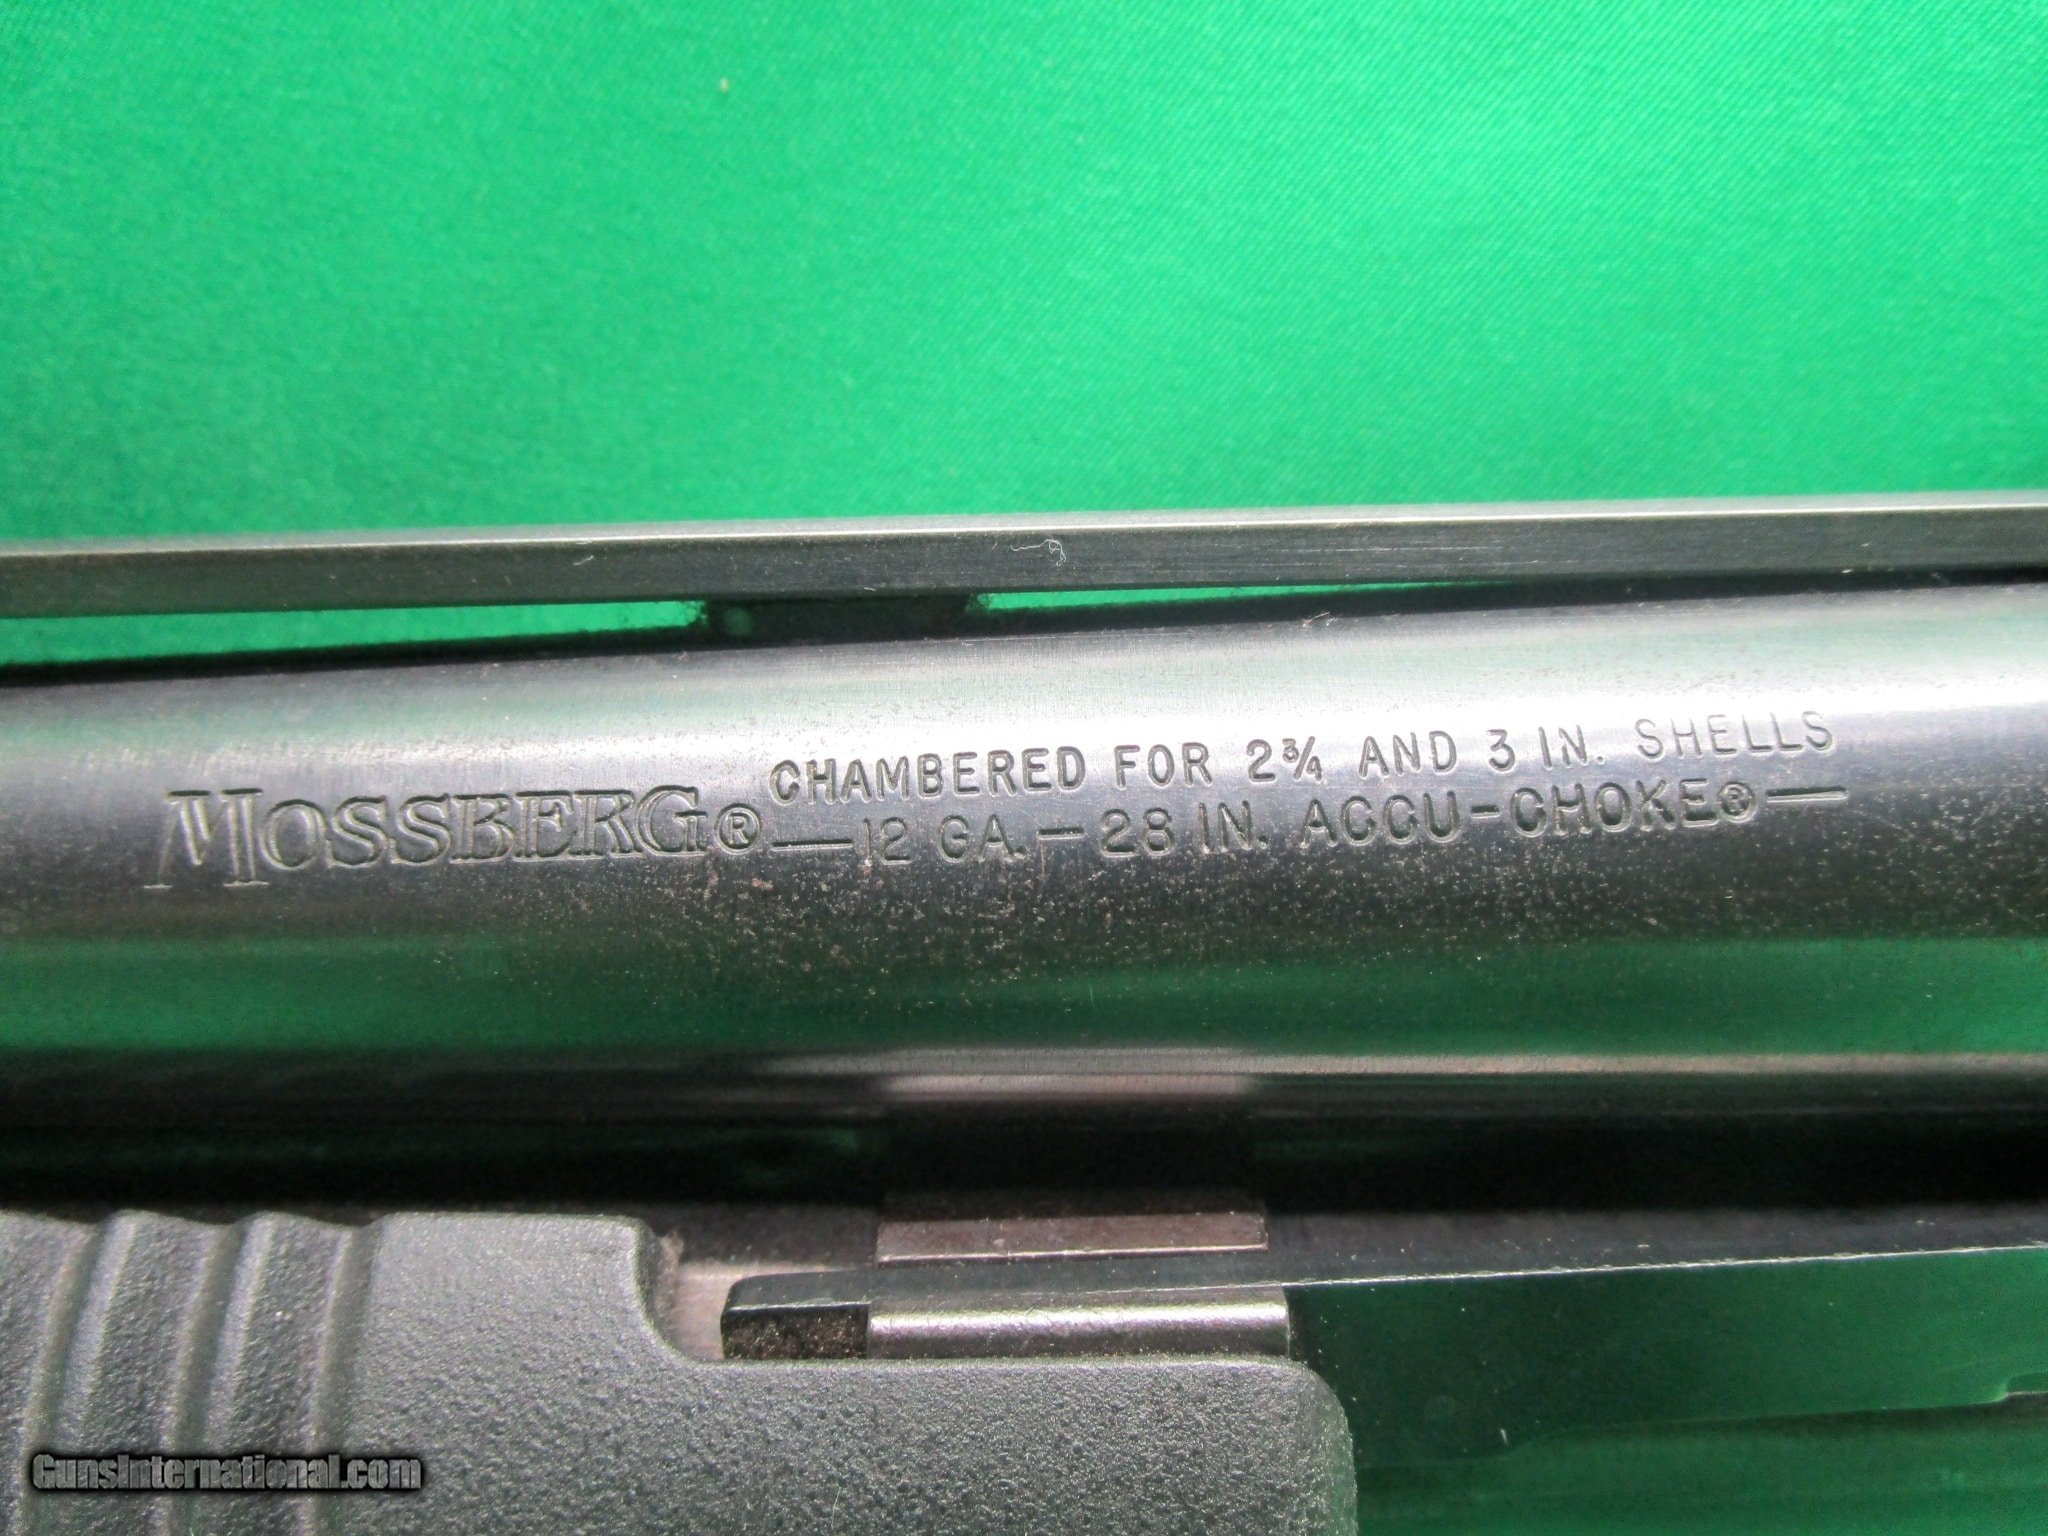 MOSSBERG®
CHAMBERED FOR 2¾ AND 3 IN. SHELLS
—12 GA.—28 IN. ACCU-CHOKE®—
GunsInternational.com